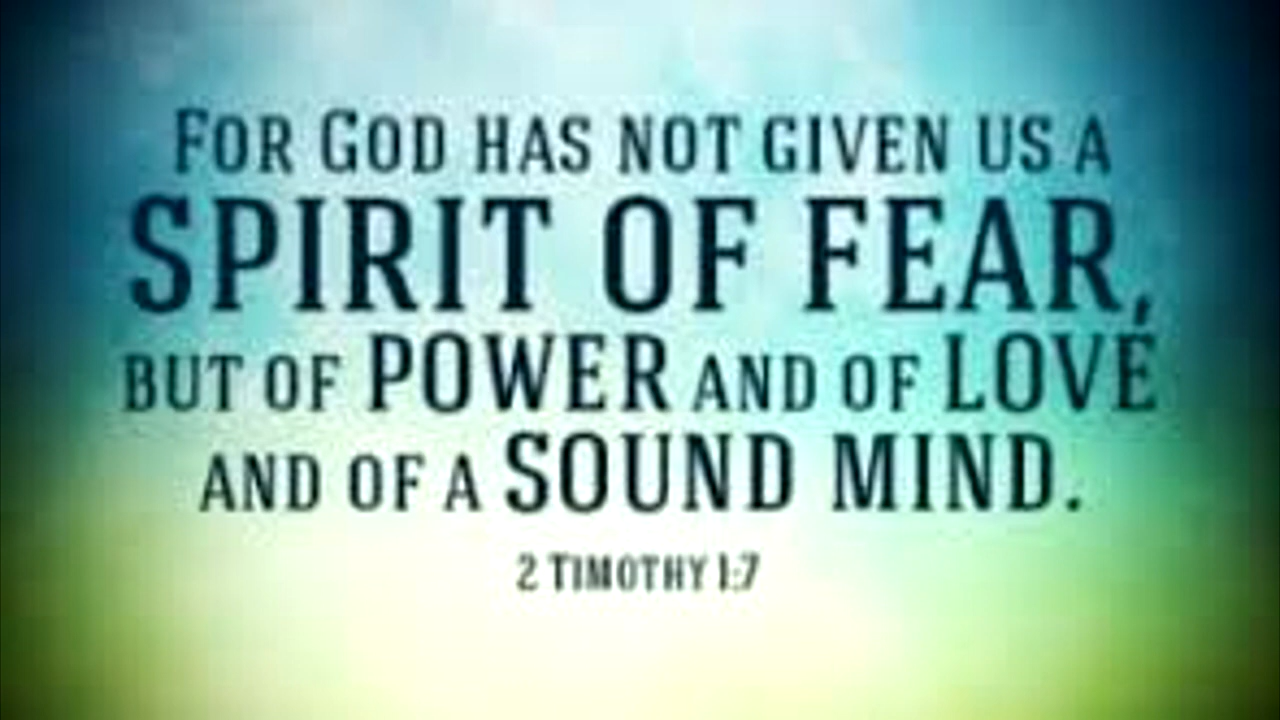 FOR GOD HAS NOT GIVEN US A
SPIRIT OF FEAR,
BUT OF POWER AND OF LOVE
AND OF A SOUND MIND.
2 TIMOTHY 1:7